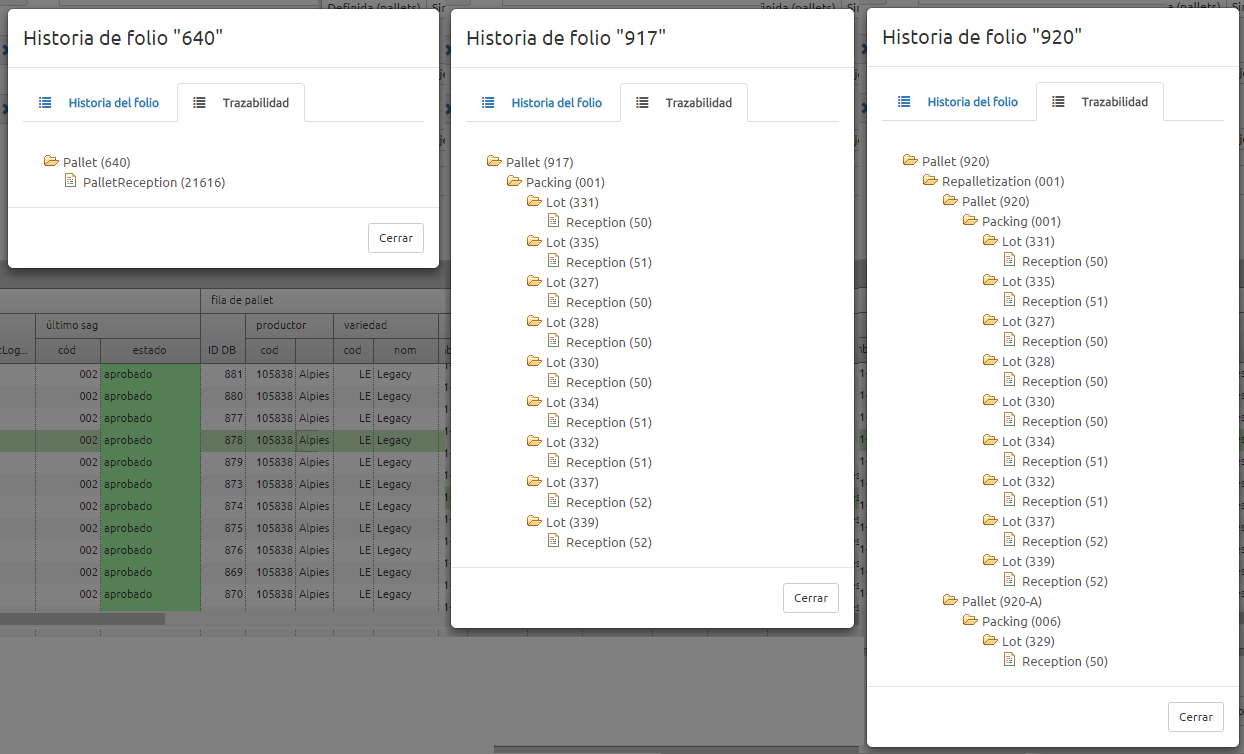 Definida (pallets)
Historia de folio "640"
Historia del folio
Trazabilidad
Pallet (640)
PalletReception (21616)
Cerrar
Historia de folio "917"
Historia del folio
Trazabilidad
Pallet (917)
Packing (001)
Lot (331)
Reception (50)
Lot (335)
Reception (51)
Lot (327)
Reception (50)
Lot (328)
Reception (50)
Lot (330)
Reception (50)
Lot (334)
Reception (51)
Lot (332)
Reception (51)
Lot (337)
Reception (52)
Lot (339)
Reception (52)
Cerrar
Historia de folio "920"
Historia del folio
Trazabilidad
Pallet (920)
Repalletization (001)
Pallet (920)
Packing (001)
Lot (331)
Reception (50)
Lot (335)
Reception (51)
Lot (327)
Reception (50)
Lot (328)
Reception (50)
Lot (330)
Reception (50)
Lot (334)
Reception (51)
Lot (332)
Reception (51)
Lot (337)
Reception (52)
Lot (339)
Reception (52)
Pallet (920-A)
Packing (006)
Lot (329)
Reception (50)
Cerrar
fila de pallet
último sag productor variedad
cód estado ID DB cod cod nom
002 aprobado 881 105838 Alpies LE Legacy
002 aprobado 880 105838 Alpies LE Legacy
002 aprobado 877 105838 Alpies LE Legacy
002 aprobado 878 105838 Alpies LE Legacy
002 aprobado 879 105838 Alpies LE Legacy
002 aprobado 873 105838 Alpies LE Legacy
002 aprobado 874 105838 Alpies LE Legacy
002 aprobado 875 105838 Alpies LE Legacy
002 aprobado 876 105838 Alpies LE Legacy
002 aprobado 869 105838 Alpies LE Legacy
002 aprobado 870 105838 Alpies LE Legacy